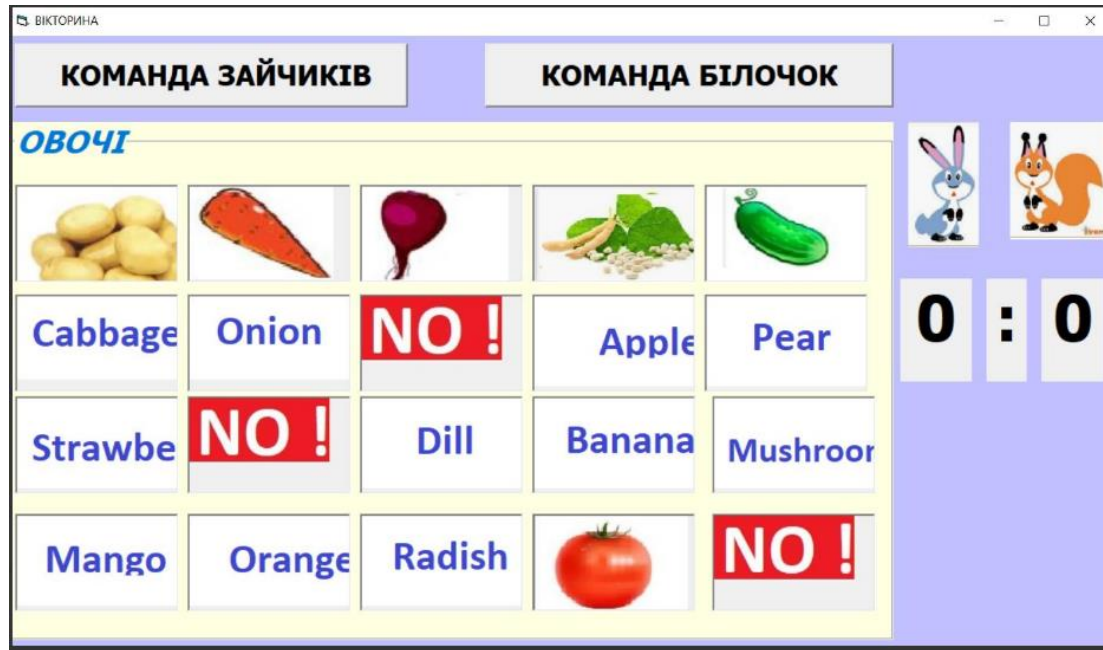 ВІКТОРИНА
КОМАНДА ЗАЙЧИКІВ
КОМАНДА БІЛОЧОК
ОВОЧІ
Cabbage
Onion
NO !
Apple
Pear
0 : 0
Strawbe
NO !
Dill
Banana
Mushroor
Mango
Orange
Radish
NO !